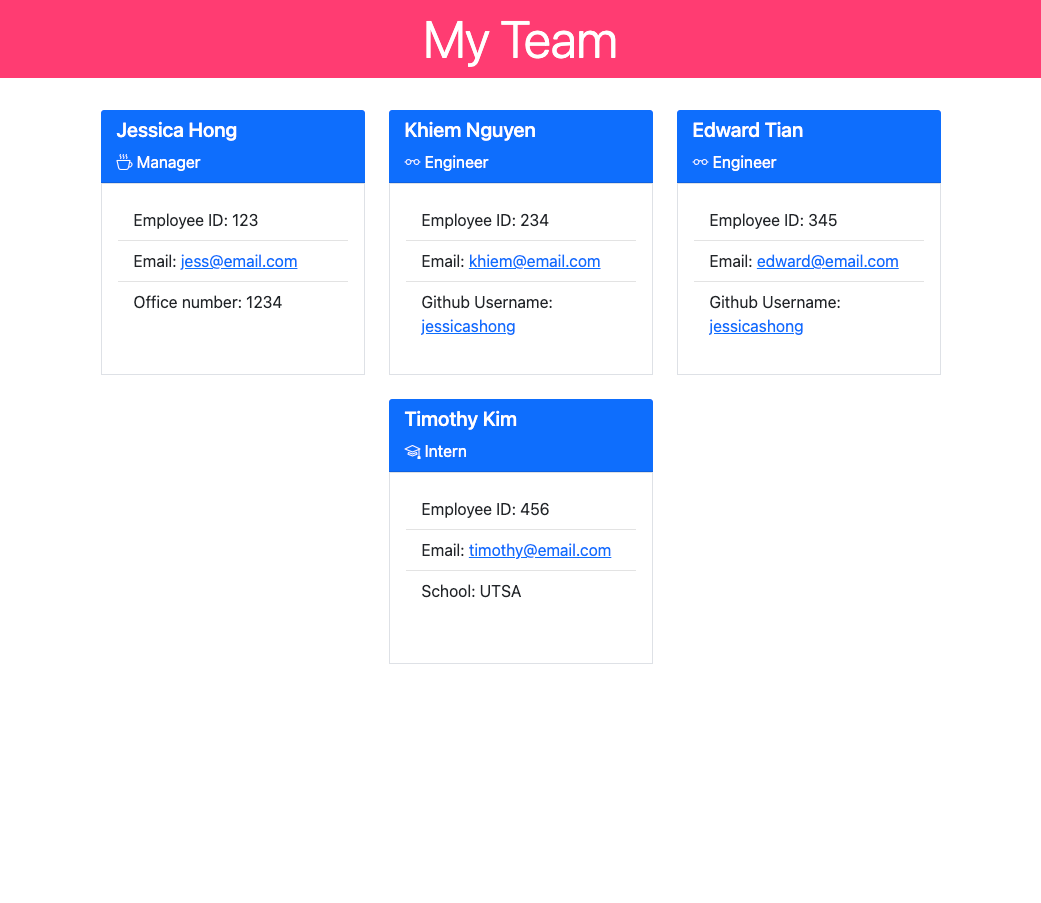 My Team
Jessica Hong
Manager
Employee ID: 123
Email: jess@email.com
Office number: 1234
Khiem Nguyen
Engineer
Employee ID: 234
Email: khiem@email.com
Github Username:
jessicashong
Edward Tian
Engineer
Employee ID: 345
Email: edward@email.com
Github Username:
jessicashong
Timothy Kim
Intern
Employee ID: 456
Email: timothy@email.com
School: UTSA